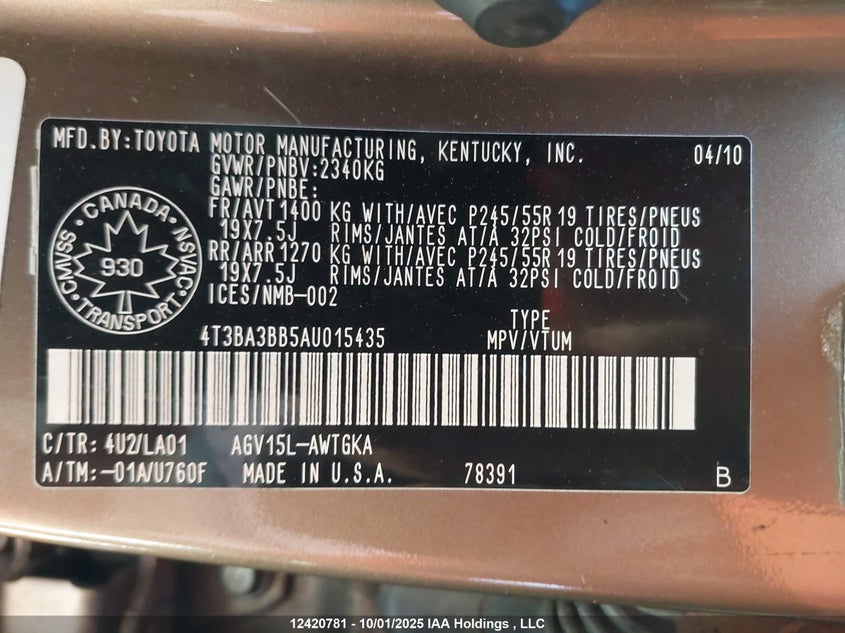 MFD.BY:TOYOTA MOTOR MANUFACTURING, KENTUCKY, INC. 04/10
GVWR/PNBV:2340KG
GAWR/PNBE:
FR/AVT 1400 KG WITH/AVEC P245/55R19 TIRES/PNEUS
19X7.5J RIMS/JANTES AT/À 32PSI COLD/FROID
RR/ARR 1270 KG WITH/AVEC P245/55R19 TIRES/PNEUS
19X7.5J RIMS/JANTES AT/À 32PSI COLD/FROID
ICES/NMB-002
CANADA
CMVSS 930 NSVAC
TRANSPORT
4T3BA3BB5AU015435 TYPE
MPV/VTUM
C/TR: 4U2/LA01 AGV15L-AWTGKA
A/TM:-01A/U760F MADE IN U.S.A. 78391 B
12420781 - 10/01/2025 IAA Holdings , LLC